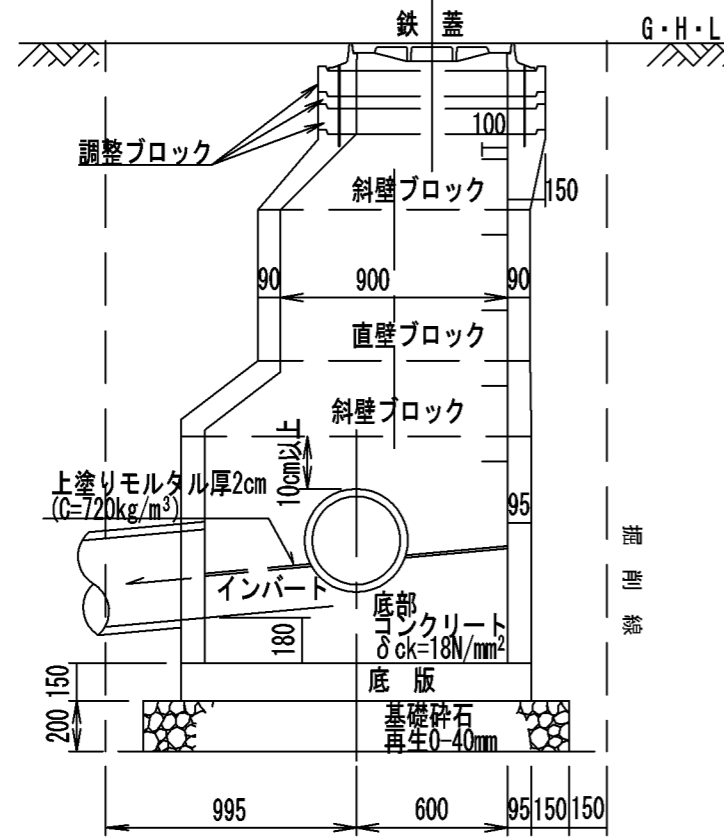 鉄 蓋
G・H・L
調整ブロック
100
斜壁ブロック
150
90
900
90
直壁ブロック
斜壁ブロック
10cm以上
上塗りモルタル厚2cm
(C=720kg/m³)
95
掘削線
インバート
底部
コンクリート
δck=18N/mm²
180
150
底 版
200
基礎砕石
再生0-40mm
995
600
95
150
150